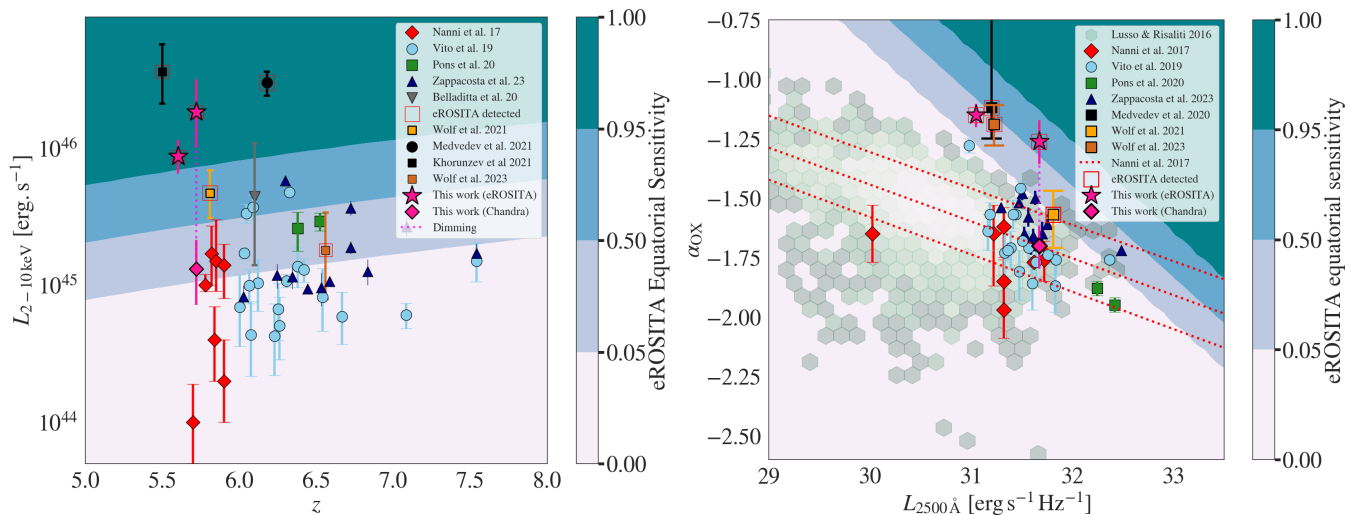 10⁴⁶
10⁴⁵
10⁴⁴
L₂₋₁₀ₖₑᵥ [erg. s⁻¹]
5.0 5.5 6.0 6.5 7.0 7.5 8.0
z
Nanni et al. 17
Vito et al. 19
Pons et al. 20
Zappacosta et al. 23
Belladitta et al. 20
eROSITA detected
Wolf et al. 2021
Medvedev et al. 2021
Khorunzev et al 2021
Wolf et al. 2023
This work (eROSITA)
This work (Chandra)
Dimming
1.00
0.95
0.50
0.05
0.00
eROSITA Equatorial Sensitivity
−0.75
−1.00
−1.25
−1.50
−1.75
−2.00
−2.25
−2.50
αOX
29 30 31 32 33
L2500 Å [erg s⁻¹ Hz⁻¹]
Lusso & Risaliti 2016
Nanni et al. 2017
Vito et al. 2019
Pons et al. 2020
Zappacosta et al. 2023
Medvedev et al. 2020
Wolf et al. 2021
Wolf et al. 2023
Nanni et al. 2017
eROSITA detected
This work (eROSITA)
This work (Chandra)
1.00
0.95
0.50
0.05
0.00
eROSITA equatorial sensitivity